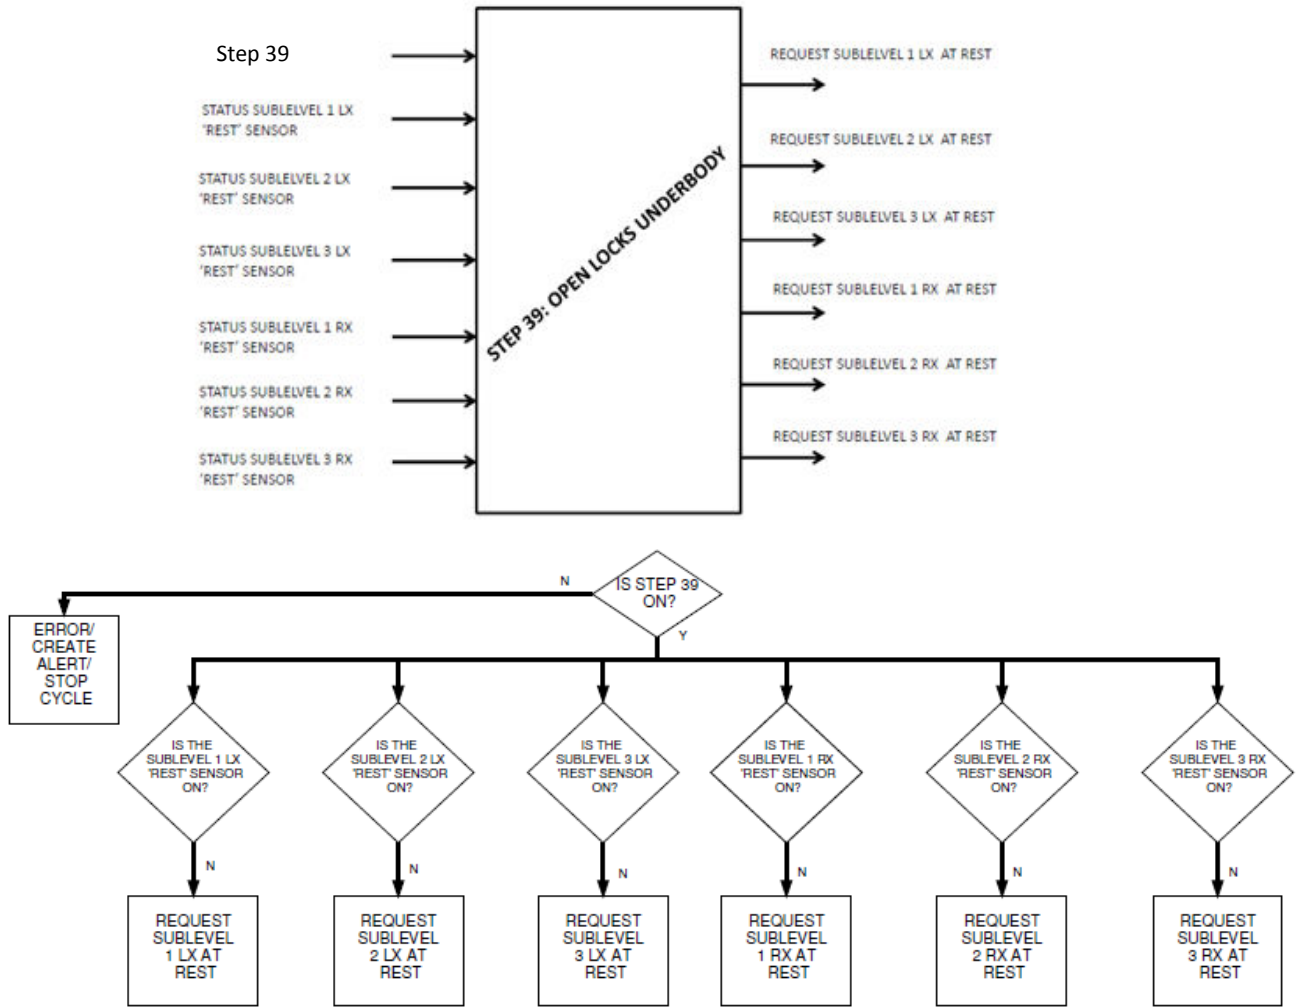 Step 39
STATUS SUBLELVEL 1 LX
'REST' SENSOR
STATUS SUBLELVEL 2 LX
'REST' SENSOR
STATUS SUBLELVEL 3 LX
'REST' SENSOR
STATUS SUBLELVEL 1 RX
'REST' SENSOR
STATUS SUBLELVEL 2 RX
'REST' SENSOR
STATUS SUBLELVEL 3 RX
'REST' SENSOR
STEP 39: OPEN LOCKS UNDERBODY
REQUEST SUBLELVEL 1 LX AT REST
REQUEST SUBLELVEL 2 LX AT REST
REQUEST SUBLELVEL 3 LX AT REST
REQUEST SUBLELVEL 1 RX AT REST
REQUEST SUBLELVEL 2 RX AT REST
REQUEST SUBLELVEL 3 RX AT REST
IS STEP 39
ON?
N
Y
ERROR/
CREATE
ALERT/
STOP
CYCLE
IS THE
SUBLEVEL 1 LX
'REST' SENSOR
ON?
IS THE
SUBLEVEL 2 LX
'REST' SENSOR
ON?
IS THE
SUBLEVEL 3 LX
'REST' SENSOR
ON?
IS THE
SUBLEVEL 1 RX
'REST' SENSOR
ON?
IS THE
SUBLEVEL 2 RX
'REST' SENSOR
ON?
IS THE
SUBLEVEL 3 RX
'REST' SENSOR
ON?
N
N
N
N
N
N
REQUEST
SUBLEVEL
1 LX AT
REST
REQUEST
SUBLEVEL
2 LX AT
REST
REQUEST
SUBLEVEL
3 LX AT
REST
REQUEST
SUBLEVEL
1 RX AT
REST
REQUEST
SUBLEVEL
2 RX AT
REST
REQUEST
SUBLEVEL
3 RX AT
REST